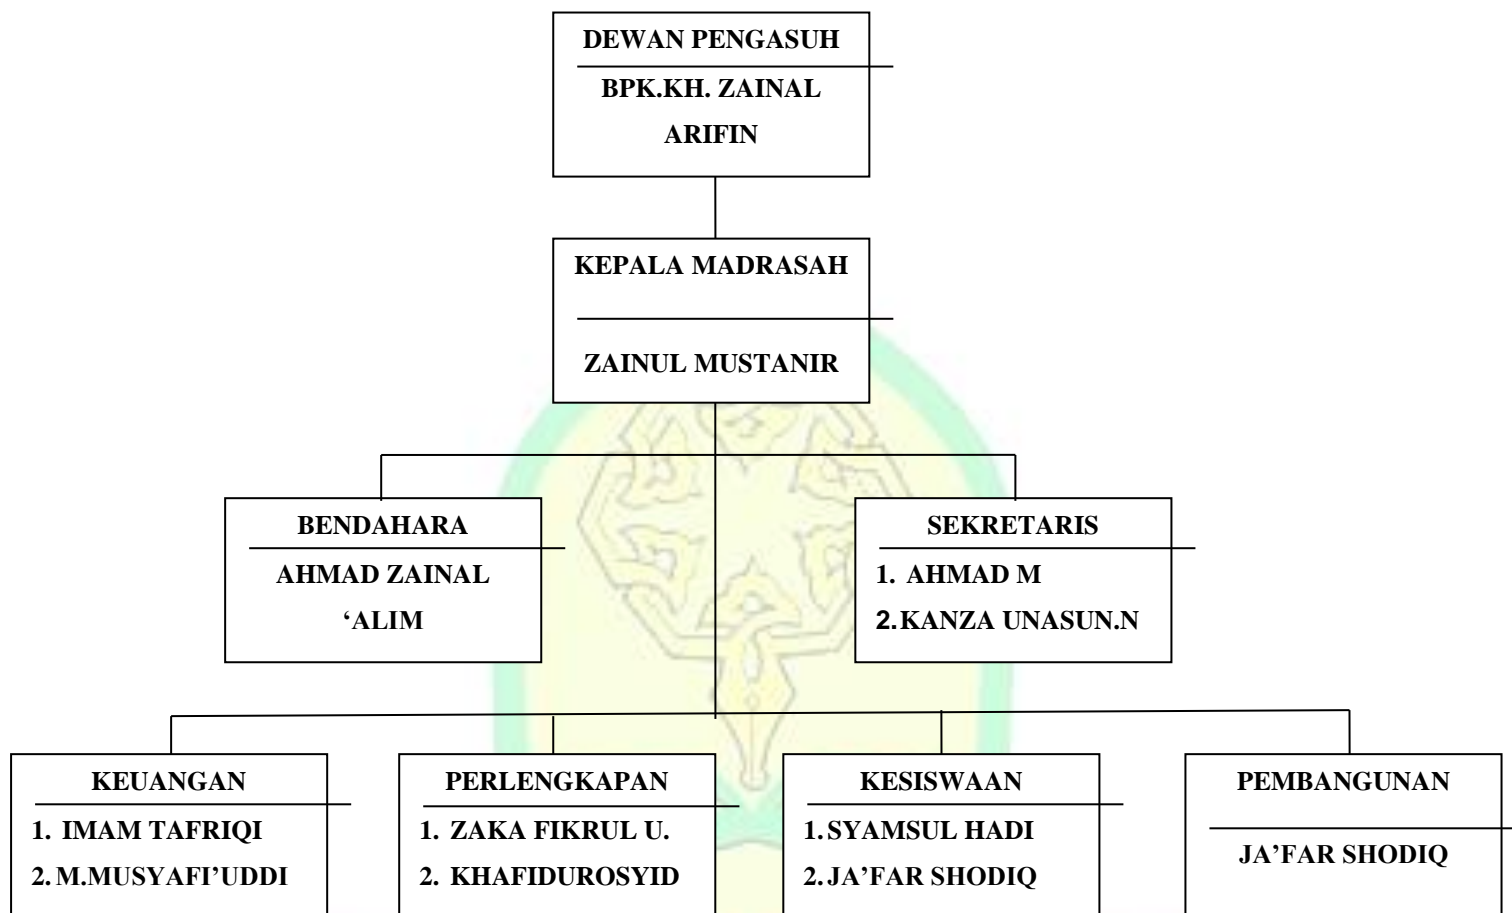 DEWAN PENGASUH
BPK.KH. ZAINAL
ARIFIN
KEPALA MADRASAH
ZAINUL MUSTANIR
BENDAHARA
AHMAD ZAINAL
‘ALIM
SEKRETARIS
1. AHMAD M
2. KANZA UNASUN.N
KEUANGAN
1. IMAM TAFRIQI
2. M.MUSYAFI’UDDI
PERLENGKAPAN
1. ZAKA FIKRUL U.
2. KHAFIDUROSYID
KESISWAAN
1. SYAMSUL HADI
2. JA’FAR SHODIQ
PEMBANGUNAN
JA’FAR SHODIQ